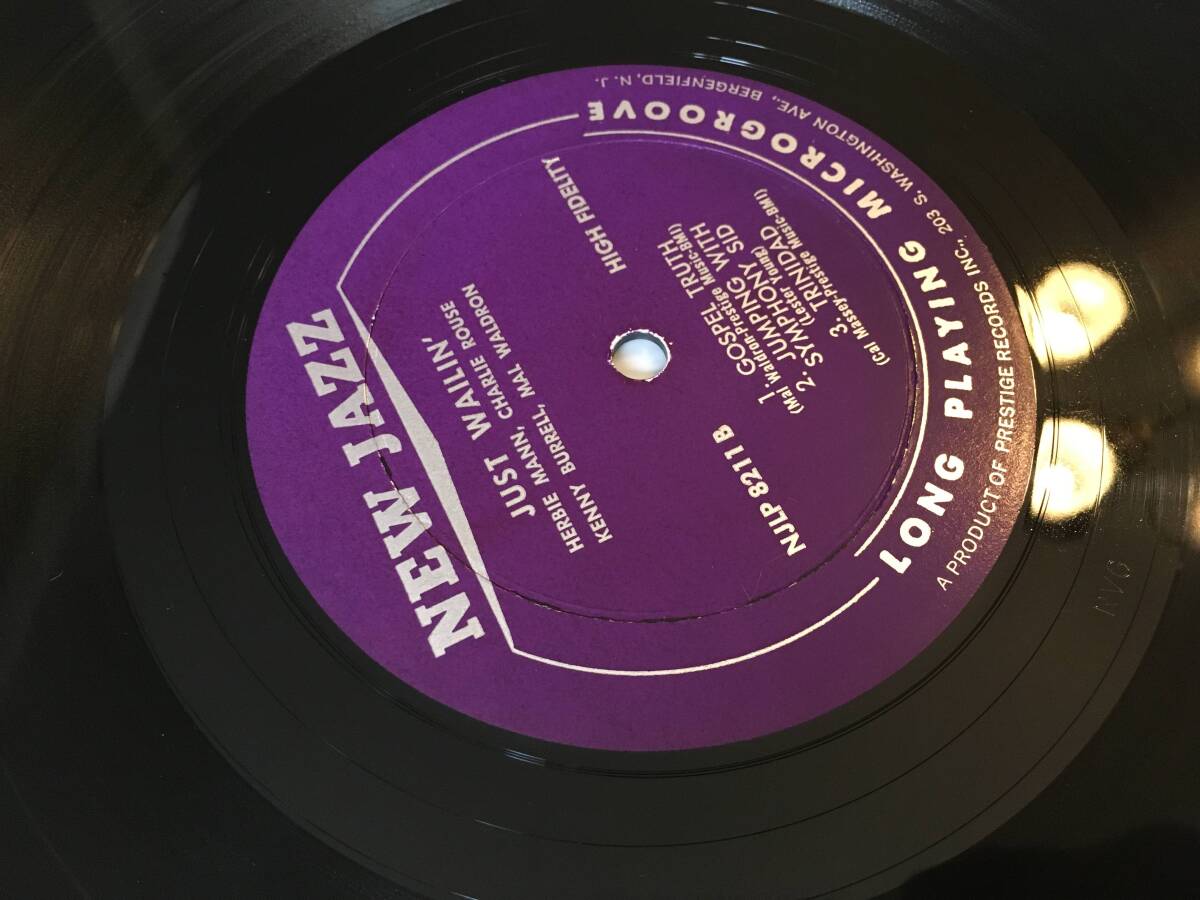 NEW JAZZ
JUST WAILIN'
HERBIE MANN, CHARLIE ROUSE
KENNY BURRELL, MAL WALDRON
HIGH FIDELITY
NJLP 8211 B
1. GOSPEL TRUTH
(Mal Waldron-Prestige Music-BMI)
2. JUMPING WITH
SYMPHONY SID
(Lester Young)
3. TRINIDAD
(Cal Massey-Prestige Music-BMI)
LONG PLAYING MICROGROOVE
A PRODUCT OF PRESTIGE RECORDS INC., 203 S. WASHINGTON AVE., BERGENFIELD, N. J.
RVG